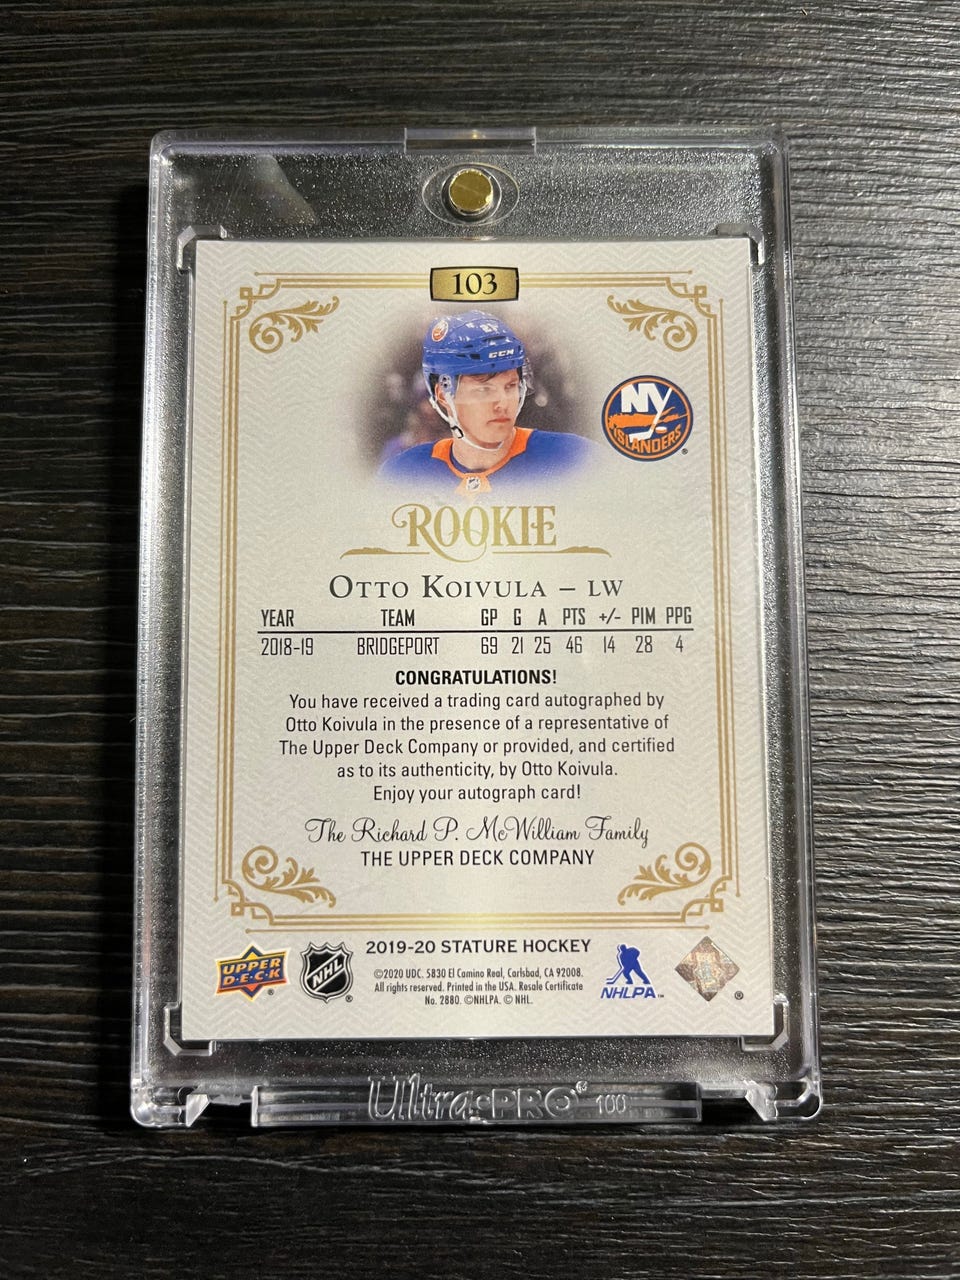 103
CCM
NY
ISLANDERS
ROOKIE
OTTO KOIVULA – LW
YEAR TEAM GP G A PTS +/- PIM PPG
2018-19 BRIDGEPORT 69 21 25 46 14 28 4
CONGRATULATIONS!
You have received a trading card autographed by
Otto Koivula in the presence of a representative of
The Upper Deck Company or provided, and certified
as to its authenticity, by Otto Koivula.
Enjoy your autograph card!
The Richard P. McWilliam Family
THE UPPER DECK COMPANY
2019-20 STATURE HOCKEY
UPPER
D·E·C·K ®
NHL ®
©2020 UDC. 5830 El Camino Real, Carlsbad, CA 92008.
All rights reserved. Printed in the USA. Resale Certificate
No. 2880. ©NHLPA. © NHL.
NHLPA™
®
Ultra·PRO® 100